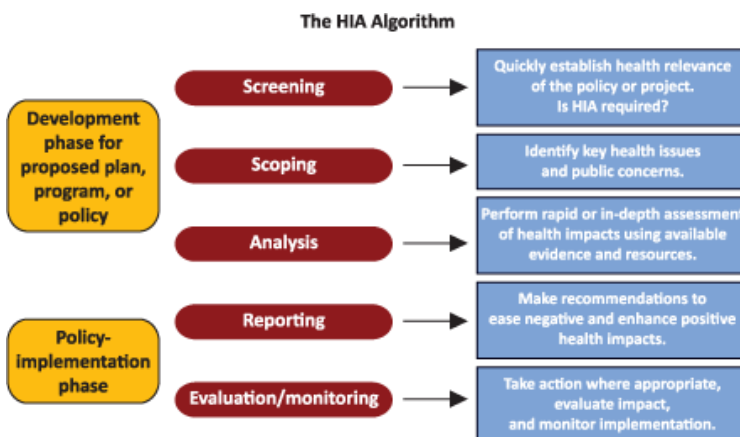 The HIA Algorithm
Development
phase for
proposed plan,
program, or
policy
Screening
Quickly establish health relevance
of the policy or project.
Is HIA required?
Scoping
Identify key health issues
and public concerns.
Analysis
Perform rapid or in-depth assessment
of health impacts using available
evidence and resources.
Policy-
implementation
phase
Reporting
Make recommendations to
ease negative and enhance positive
health impacts.
Evaluation/monitoring
Take action where appropriate,
evaluate impact,
and monitor implementation.